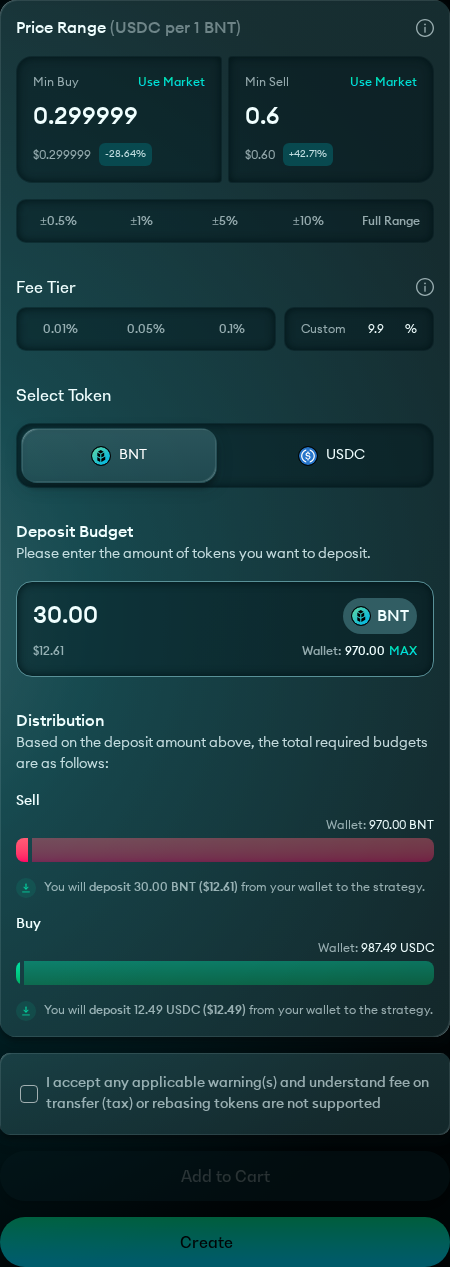 Price Range (USDC per 1 BNT)
Min Buy Use Market
0.299999
$0.299999 -28.64%
Min Sell Use Market
0.6
$0.60 +42.71%
±0.5% ±1% ±5% ±10% Full Range
Fee Tier
0.01% 0.05% 0.1% Custom 9.9 %
Select Token
BNT USDC
Deposit Budget
Please enter the amount of tokens you want to deposit.
30.00 BNT
$12.61 Wallet: 970.00 MAX
Distribution
Based on the deposit amount above, the total required budgets
are as follows:
Sell
Wallet: 970.00 BNT
You will deposit 30.00 BNT ($12.61) from your wallet to the strategy.
Buy
Wallet: 987.49 USDC
You will deposit 12.49 USDC ($12.49) from your wallet to the strategy.
I accept any applicable warning(s) and understand fee on
transfer (tax) or rebasing tokens are not supported
Add to Cart
Create